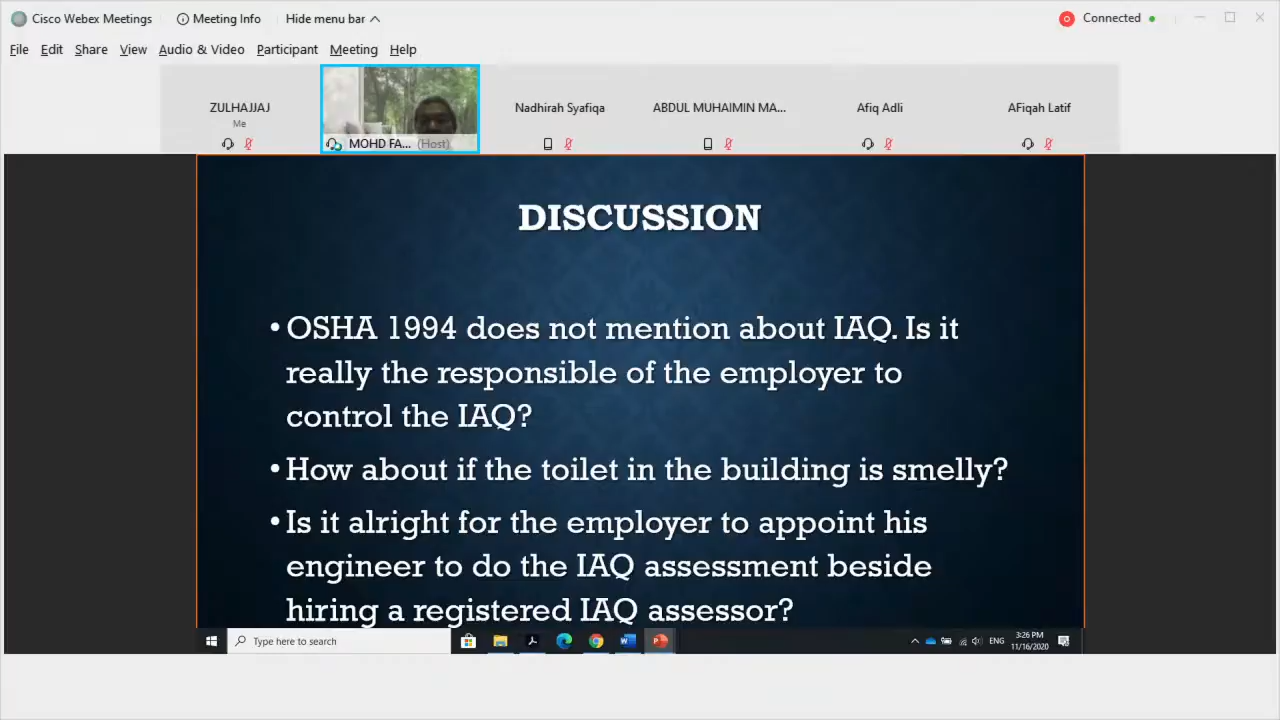 Cisco Webex Meetings
Meeting Info
Hide menu bar
Connected
File Edit Share View Audio & Video Participant Meeting Help
ZULHAJJAJ
Me
MOHD FA... (Host)
Nadhirah Syafiqa
ABDUL MUHAIMIN MA...
Afiq Adli
AFiqah Latif
DISCUSSION
• OSHA 1994 does not mention about IAQ. Is it
really the responsible of the employer to
control the IAQ?
• How about if the toilet in the building is smelly?
• Is it alright for the employer to appoint his
engineer to do the IAQ assessment beside
hiring a registered IAQ assessor?
Type here to search
ENG
3:26 PM
11/16/2020